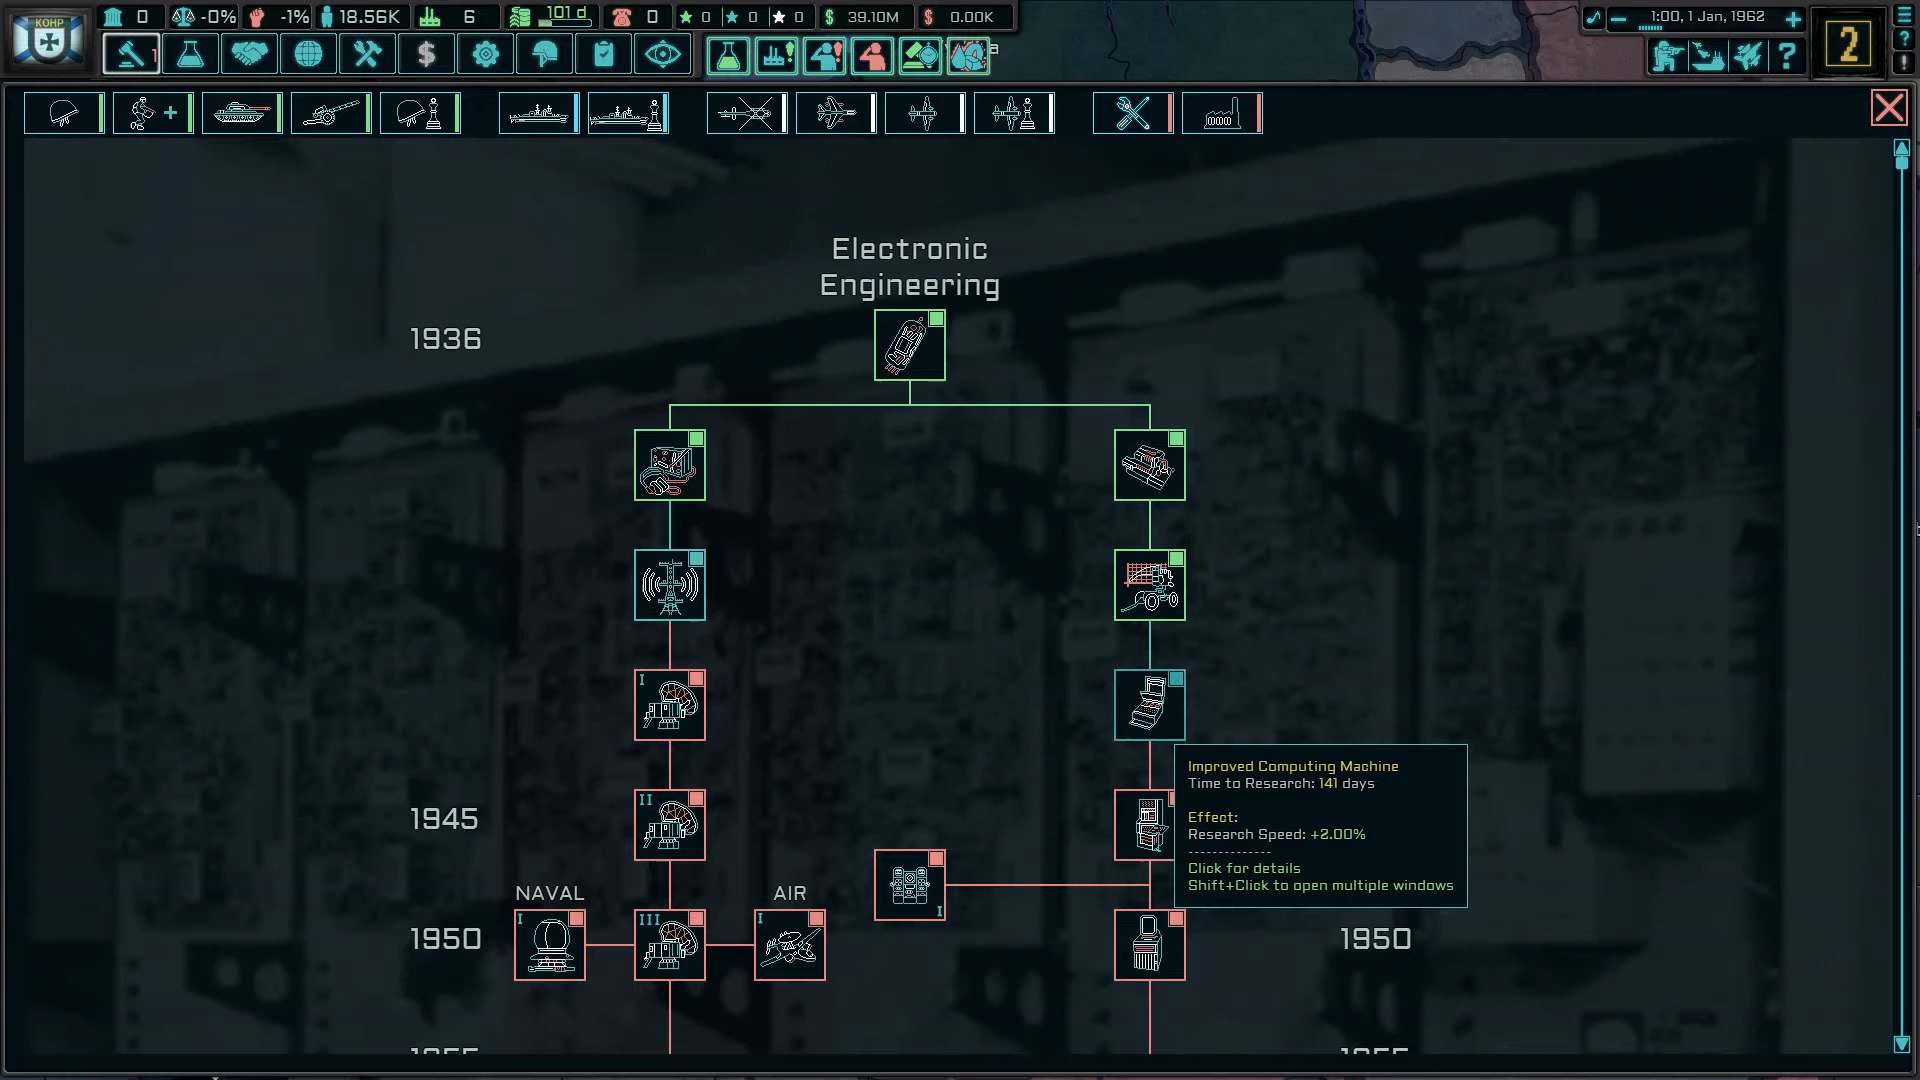 КОНР
0
-0%
-1%
18.56K
6
101 d
0
0
0
0
39.10M
0.00K
1:00, 1 Jan, 1962
2
1
a
Electronic
Engineering
1936
I
II
1945
NAVAL
AIR
I
III
I
I
1950
1950
Improved Computing Machine
Time to Research: 141 days
Effect:
Research Speed: +2.00%
--------------
Click for details
Shift+Click to open multiple windows